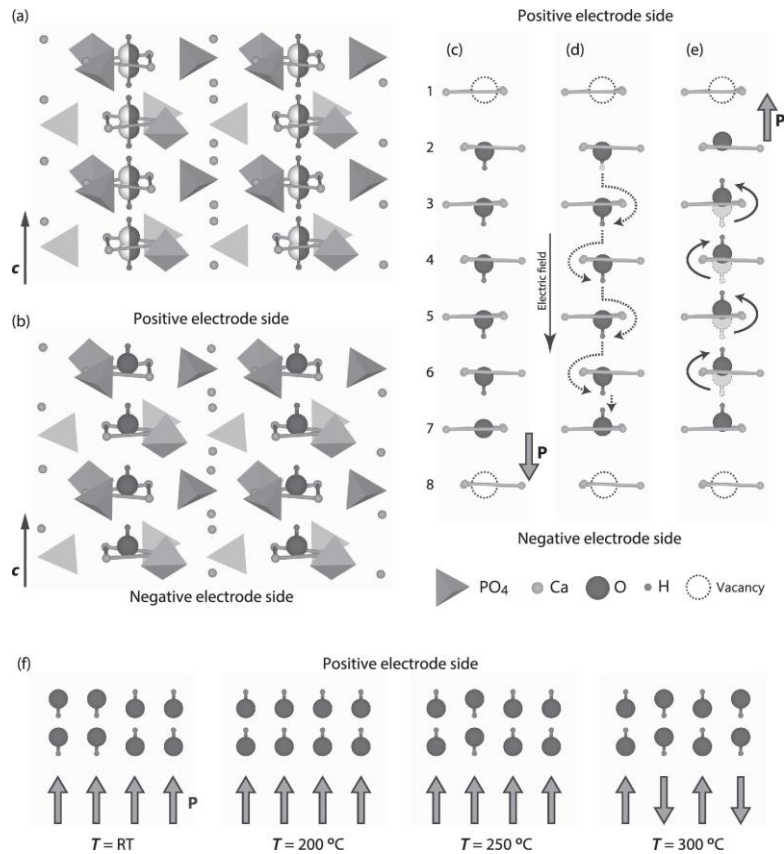 (a)
c
(b)
Positive electrode side
c
Negative electrode side
Positive electrode side
(c) (d) (e)
1
2
3
4
5
6
7
8
Electric field
P
P
Negative electrode side
PO4 Ca O H Vacancy
(f) Positive electrode side
P
T = RT T = 200 ºC T = 250 ºC T = 300 ºC